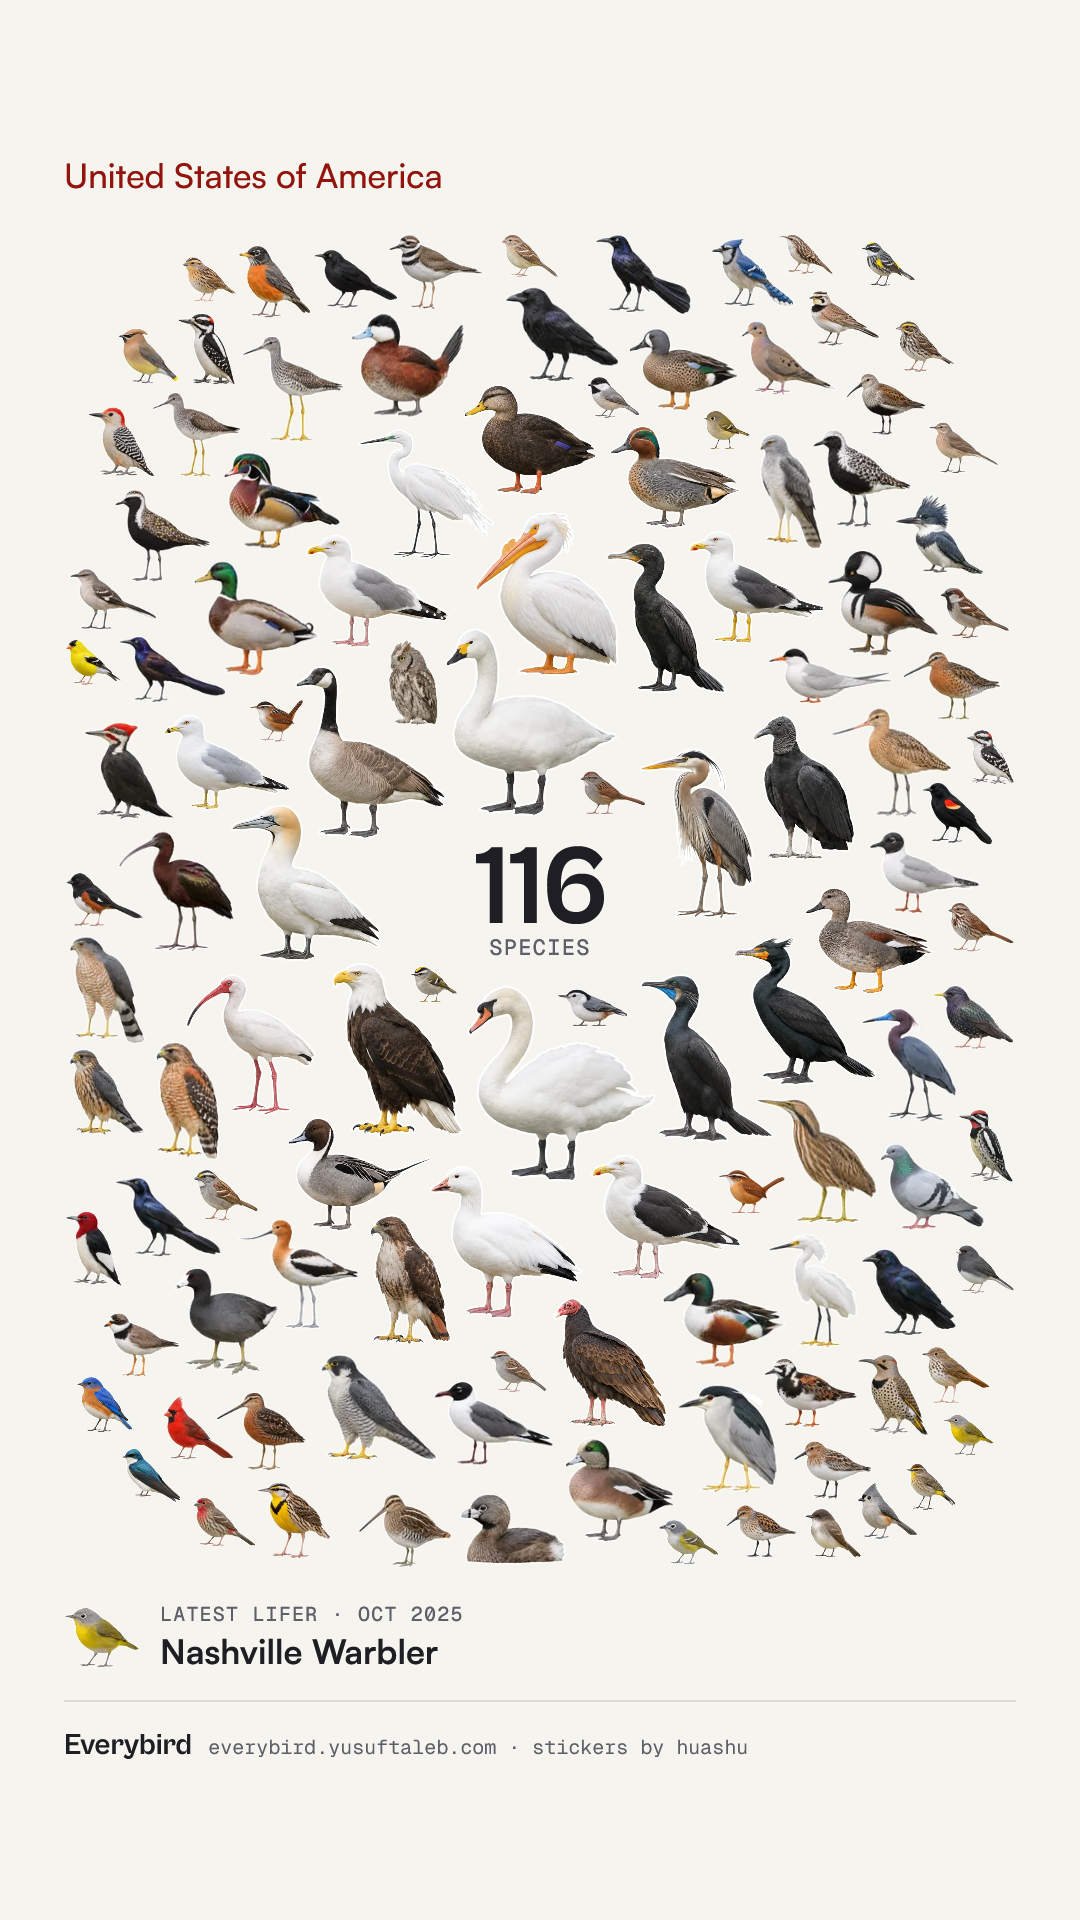 United States of America
116
SPECIES
LATEST LIFER · OCT 2025
Nashville Warbler
Everybird everybird.yusuftaleb.com · stickers by huashu